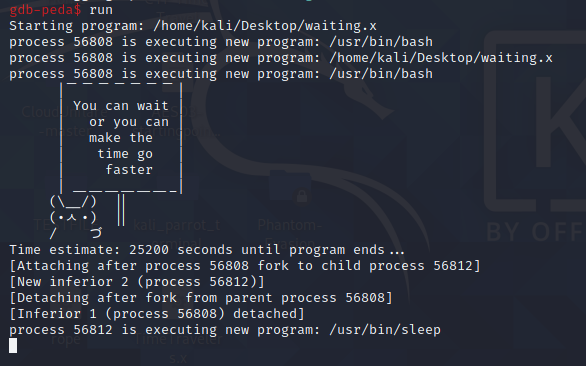 gdb-peda$ run
Starting program: /home/kali/Desktop/waiting.x
process 56808 is executing new program: /usr/bin/bash
process 56808 is executing new program: /home/kali/Desktop/waiting.x
process 56808 is executing new program: /usr/bin/bash
|￣￣￣￣￣￣￣|
| You can wait |
| or you can |
| make the |
| time go |
| faster |
| ＿＿＿＿＿＿_|
(\__/) ||
(•ㅅ•) ||
/ 　 づ
Time estimate: 25200 seconds until program ends...
[Attaching after process 56808 fork to child process 56812]
[New inferior 2 (process 56812)]
[Detaching after fork from parent process 56808]
[Inferior 1 (process 56808) detached]
process 56812 is executing new program: /usr/bin/sleep
BY OFF
rope